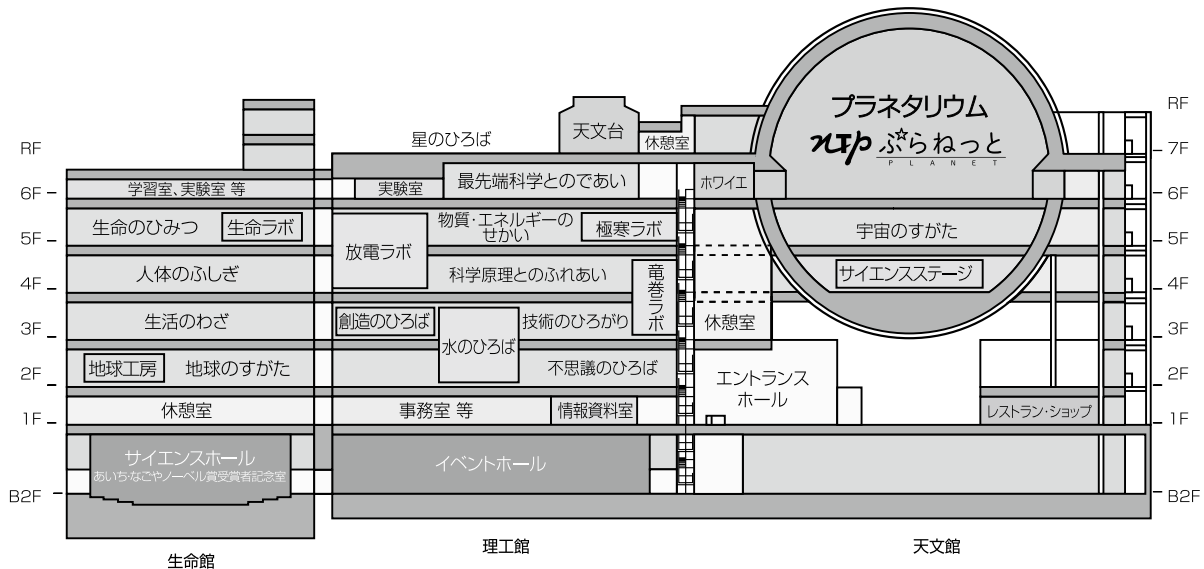 プラネタリウム
NTP ぷらねっと
PLANET
RF
6F
5F
4F
3F
2F
1F
B2F
学習室、実験室 等
生命のひみつ
生命ラボ
人体のふしぎ
生活のわざ
地球工房
地球のすがた
休憩室
サイエンスホール
あいち・なごやノーベル賞受賞者記念室
生命館
星のひろば
天文台
休憩室
実験室
最先端科学とのであい
ホワイエ
放電ラボ
物質・エネルギーの
せかい
極寒ラボ
科学原理とのふれあい
竜巻ラボ
創造のひろば
水のひろば
技術のひろがり
休憩室
不思議のひろば
事務室 等
情報資料室
イベントホール
理工館
宇宙のすがた
サイエンスステージ
エントランス
ホール
レストラン・ショップ
天文館
RF
7F
6F
5F
4F
3F
2F
1F
B2F